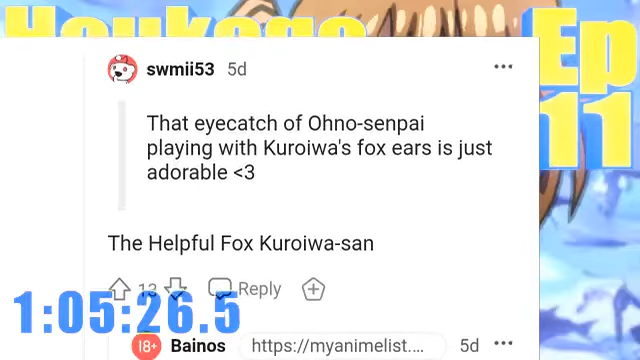 Houkago
Ep
11
swmii53 5d
That eyecatch of Ohno-senpai
playing with Kuroiwa's fox ears is just
adorable <3
The Helpful Fox Kuroiwa-san
13 Reply
1:05:26.5
18+ Bainos https://myanimelist.... 5d